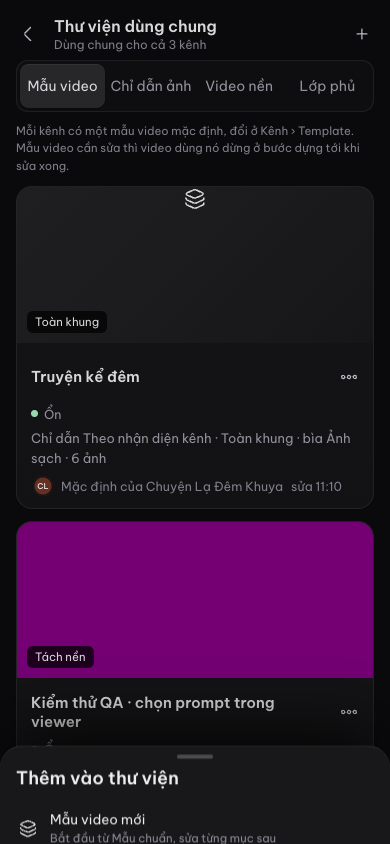 Thư viện dùng chung
Dùng chung cho cả 3 kênh
Mẫu video
Chỉ dẫn ảnh
Video nền
Lớp phủ
Mỗi kênh có một mẫu video mặc định, đổi ở Kênh › Template.
Mẫu video cần sửa thì video dùng nó dừng ở bước dựng tới khi
sửa xong.
Toàn khung
Truyện kể đêm
Ổn
Chỉ dẫn Theo nhận diện kênh · Toàn khung · bìa Ảnh
sạch · 6 ảnh
CL
Mặc định của Chuyện Lạ Đêm Khuya
sửa 11:10
Tách nền
Kiểm thử QA · chọn prompt trong
viewer
Thêm vào thư viện
Mẫu video mới
Bắt đầu từ Mẫu chuẩn, sửa từng mục sau